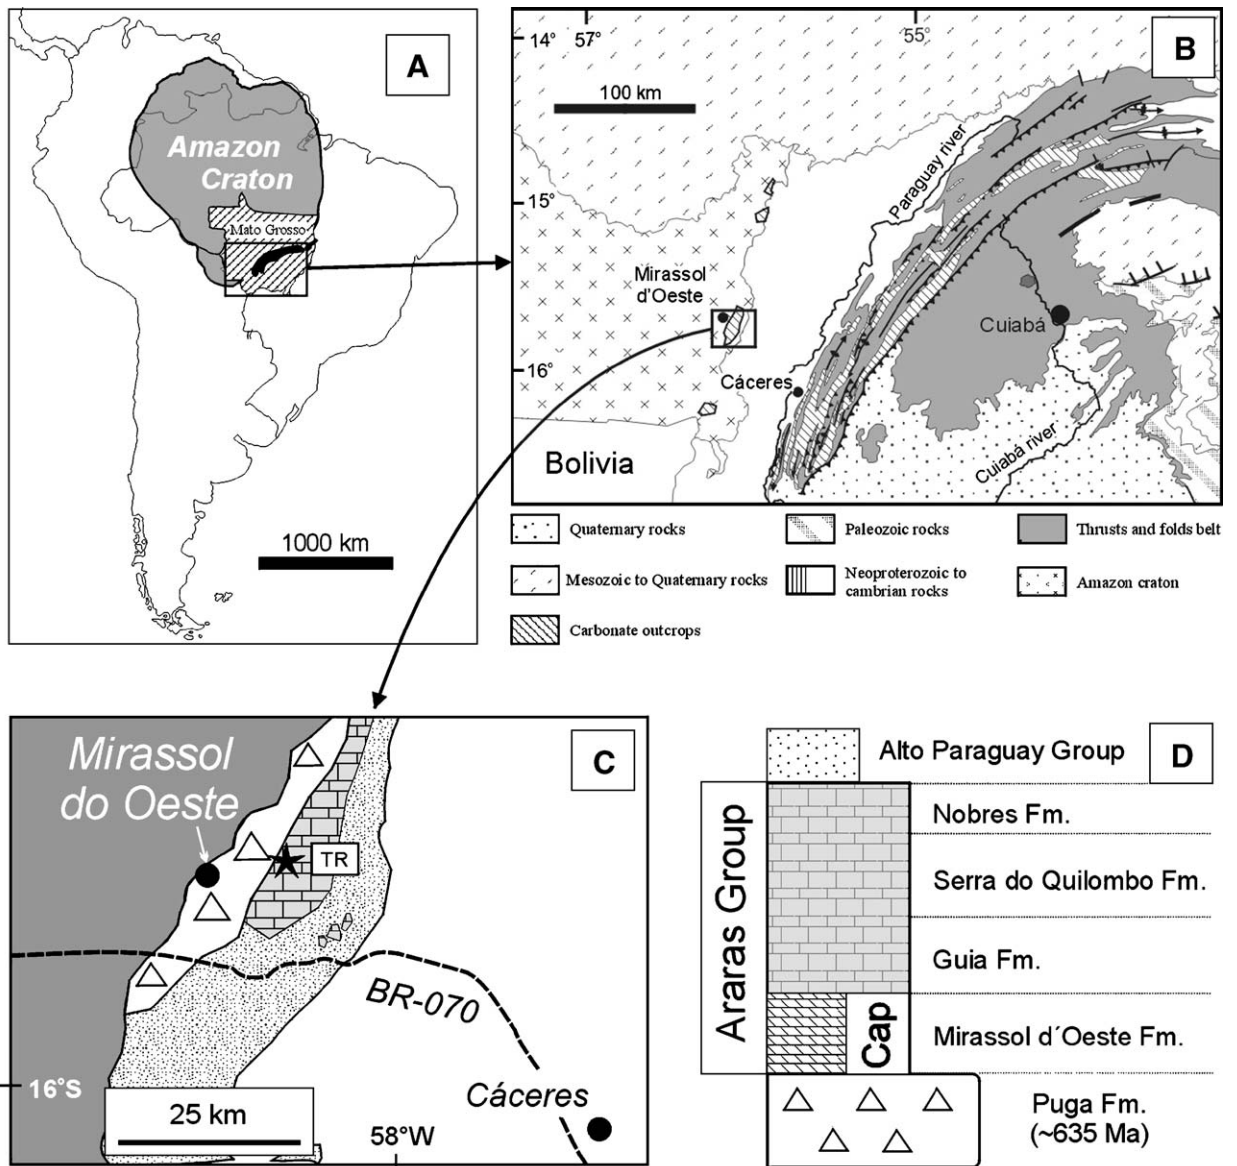 A
Amazon
Craton
Mato Grosso
1000 km
B
14°
57°
55°
100 km
15°
Paraguay river
Mirassol
d'Oeste
Cuiabá
16°
Cáceres
Cuiabá river
Bolivia
Quaternary rocks
Paleozoic rocks
Thrusts and folds belt
Mesozoic to Quaternary rocks
Neoproterozoic to
cambrian rocks
Amazon craton
Carbonate outcrops
C
Mirassol
do Oeste
TR
BR-070
16°S
25 km
58°W
Cáceres
D
Alto Paraguay Group
Araras Group
Nobres Fm.
Serra do Quilombo Fm.
Guia Fm.
Cap
Mirassol d´Oeste Fm.
Puga Fm.
(~635 Ma)